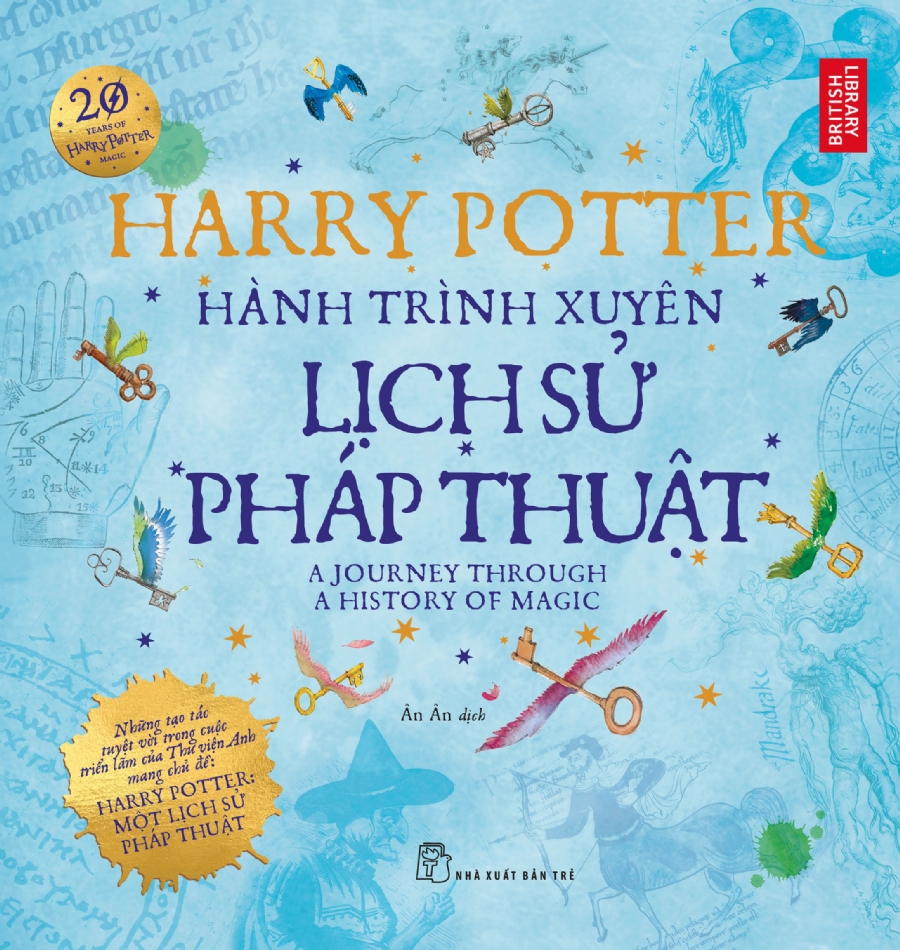 20
YEARS OF
HARRY POTTER
MAGIC
LIBRARY
BRITISH
HARRY POTTER
HÀNH TRÌNH XUYÊN
LỊCH SỬ
PHÁP THUẬT
A JOURNEY THROUGH
A HISTORY OF MAGIC
Ân Ân dịch
Những tạo tác
tuyệt vời trong cuộc
triển lãm của Thư viện Anh
mang chủ đề:
HARRY POTTER:
MỘT LỊCH SỬ
PHÁP THUẬT
Mandrake
NHÀ XUẤT BẢN TRẺ